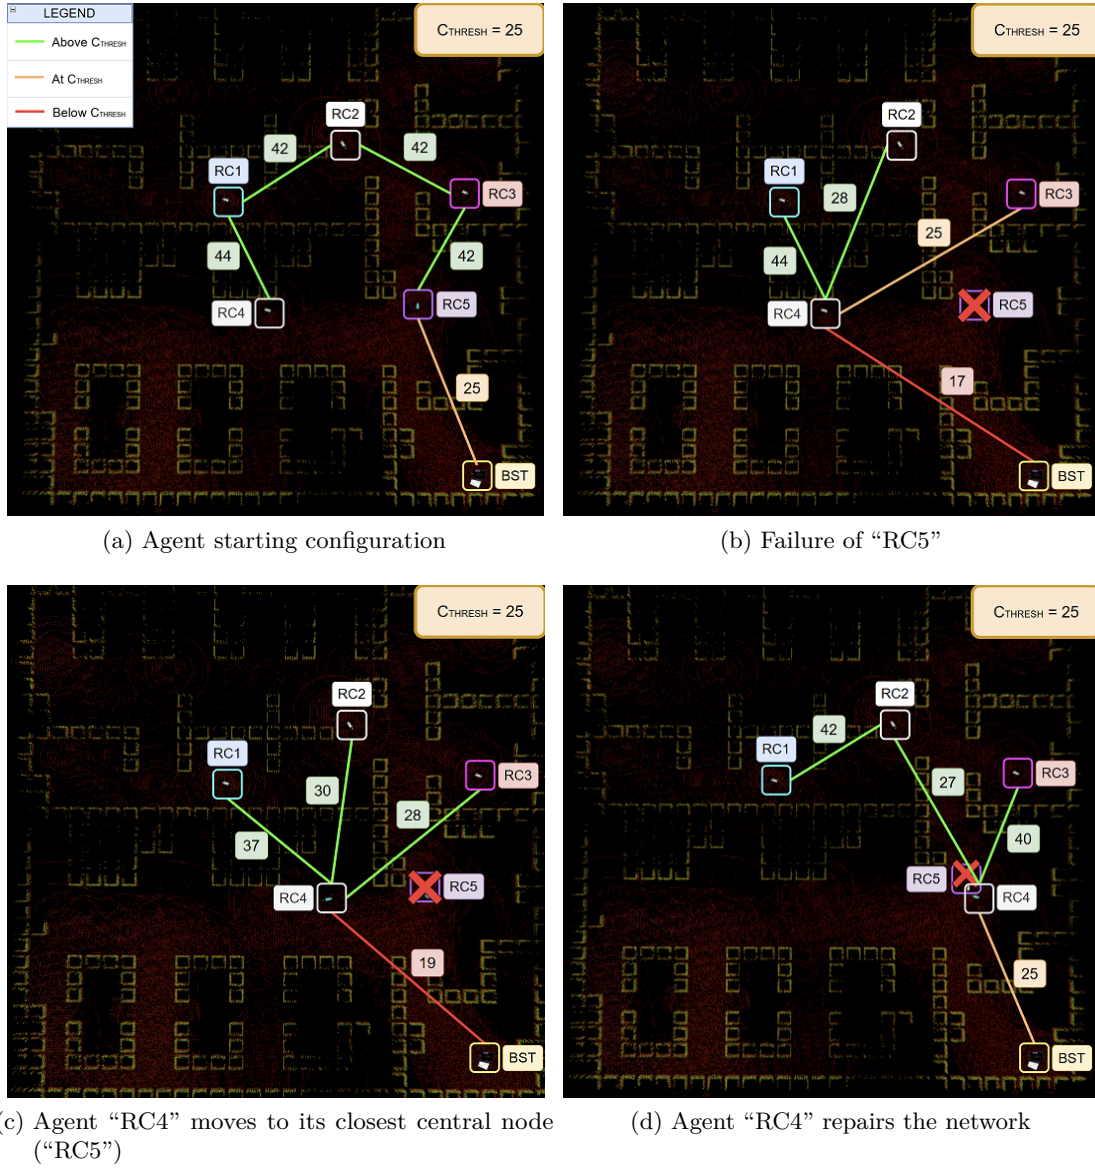 LEGEND
Above CTHRESH
At CTHRESH
Below CTHRESH
CTHRESH = 25
RC2
42
42
RC1
RC3
44
42
RC4
RC5
25
BST
(a) Agent starting configuration
CTHRESH = 25
RC2
RC1
RC3
28
25
44
RC4
RC5
17
BST
(b) Failure of “RC5”
CTHRESH = 25
RC2
RC1
RC3
30
28
37
RC4
RC5
19
BST
(c) Agent “RC4” moves to its closest central node
(“RC5”)
CTHRESH = 25
RC2
42
RC1
RC3
27
40
RC5
RC4
25
BST
(d) Agent “RC4” repairs the network